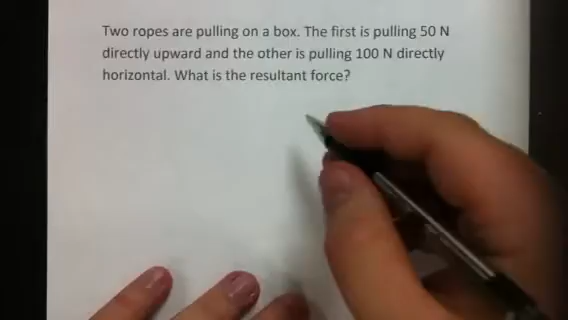 Two ropes are pulling on a box. The first is pulling 50 N
directly upward and the other is pulling 100 N directly
horizontal. What is the resultant force?